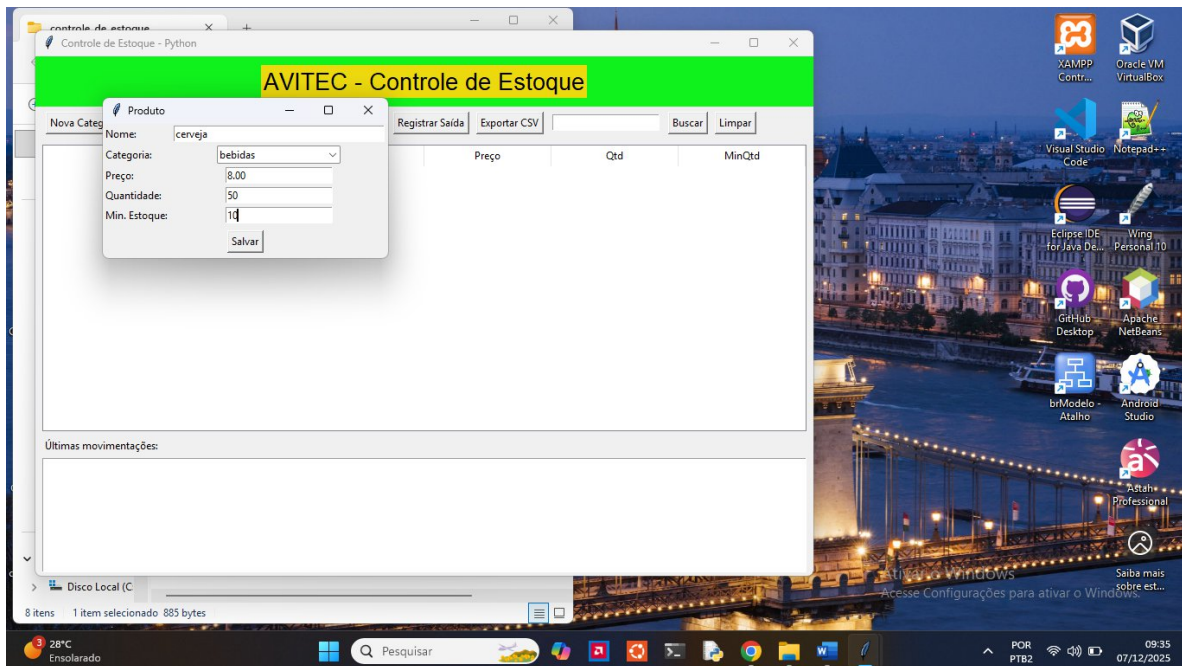 controle de estoque
Controle de Estoque - Python
AVITEC - Controle de Estoque
Nova Categ
Registrar Saída
Exportar CSV
Buscar
Limpar
Produto
Nome:
cerveja
Categoria:
bebidas
Preço:
8.00
Quantidade:
50
Min. Estoque:
10
Salvar
Preço
Qtd
MinQtd
Últimas movimentações:
Disco Local (C
8 itens
1 item selecionado 885 bytes
XAMPP
Contr...
Oracle VM
VirtualBox
Visual Studio
Code
Notepad++
Eclipse IDE
for Java De...
Wing
Personal 10
GitHub
Desktop
Apache
NetBeans
brModelo -
Atalho
Android
Studio
Astah
Professional
Saiba mais
sobre est...
Ativar o Windows
Acesse Configurações para ativar o Windows.
3
28°C
Ensolarado
Pesquisar
POR
PTB2
09:35
07/12/2025